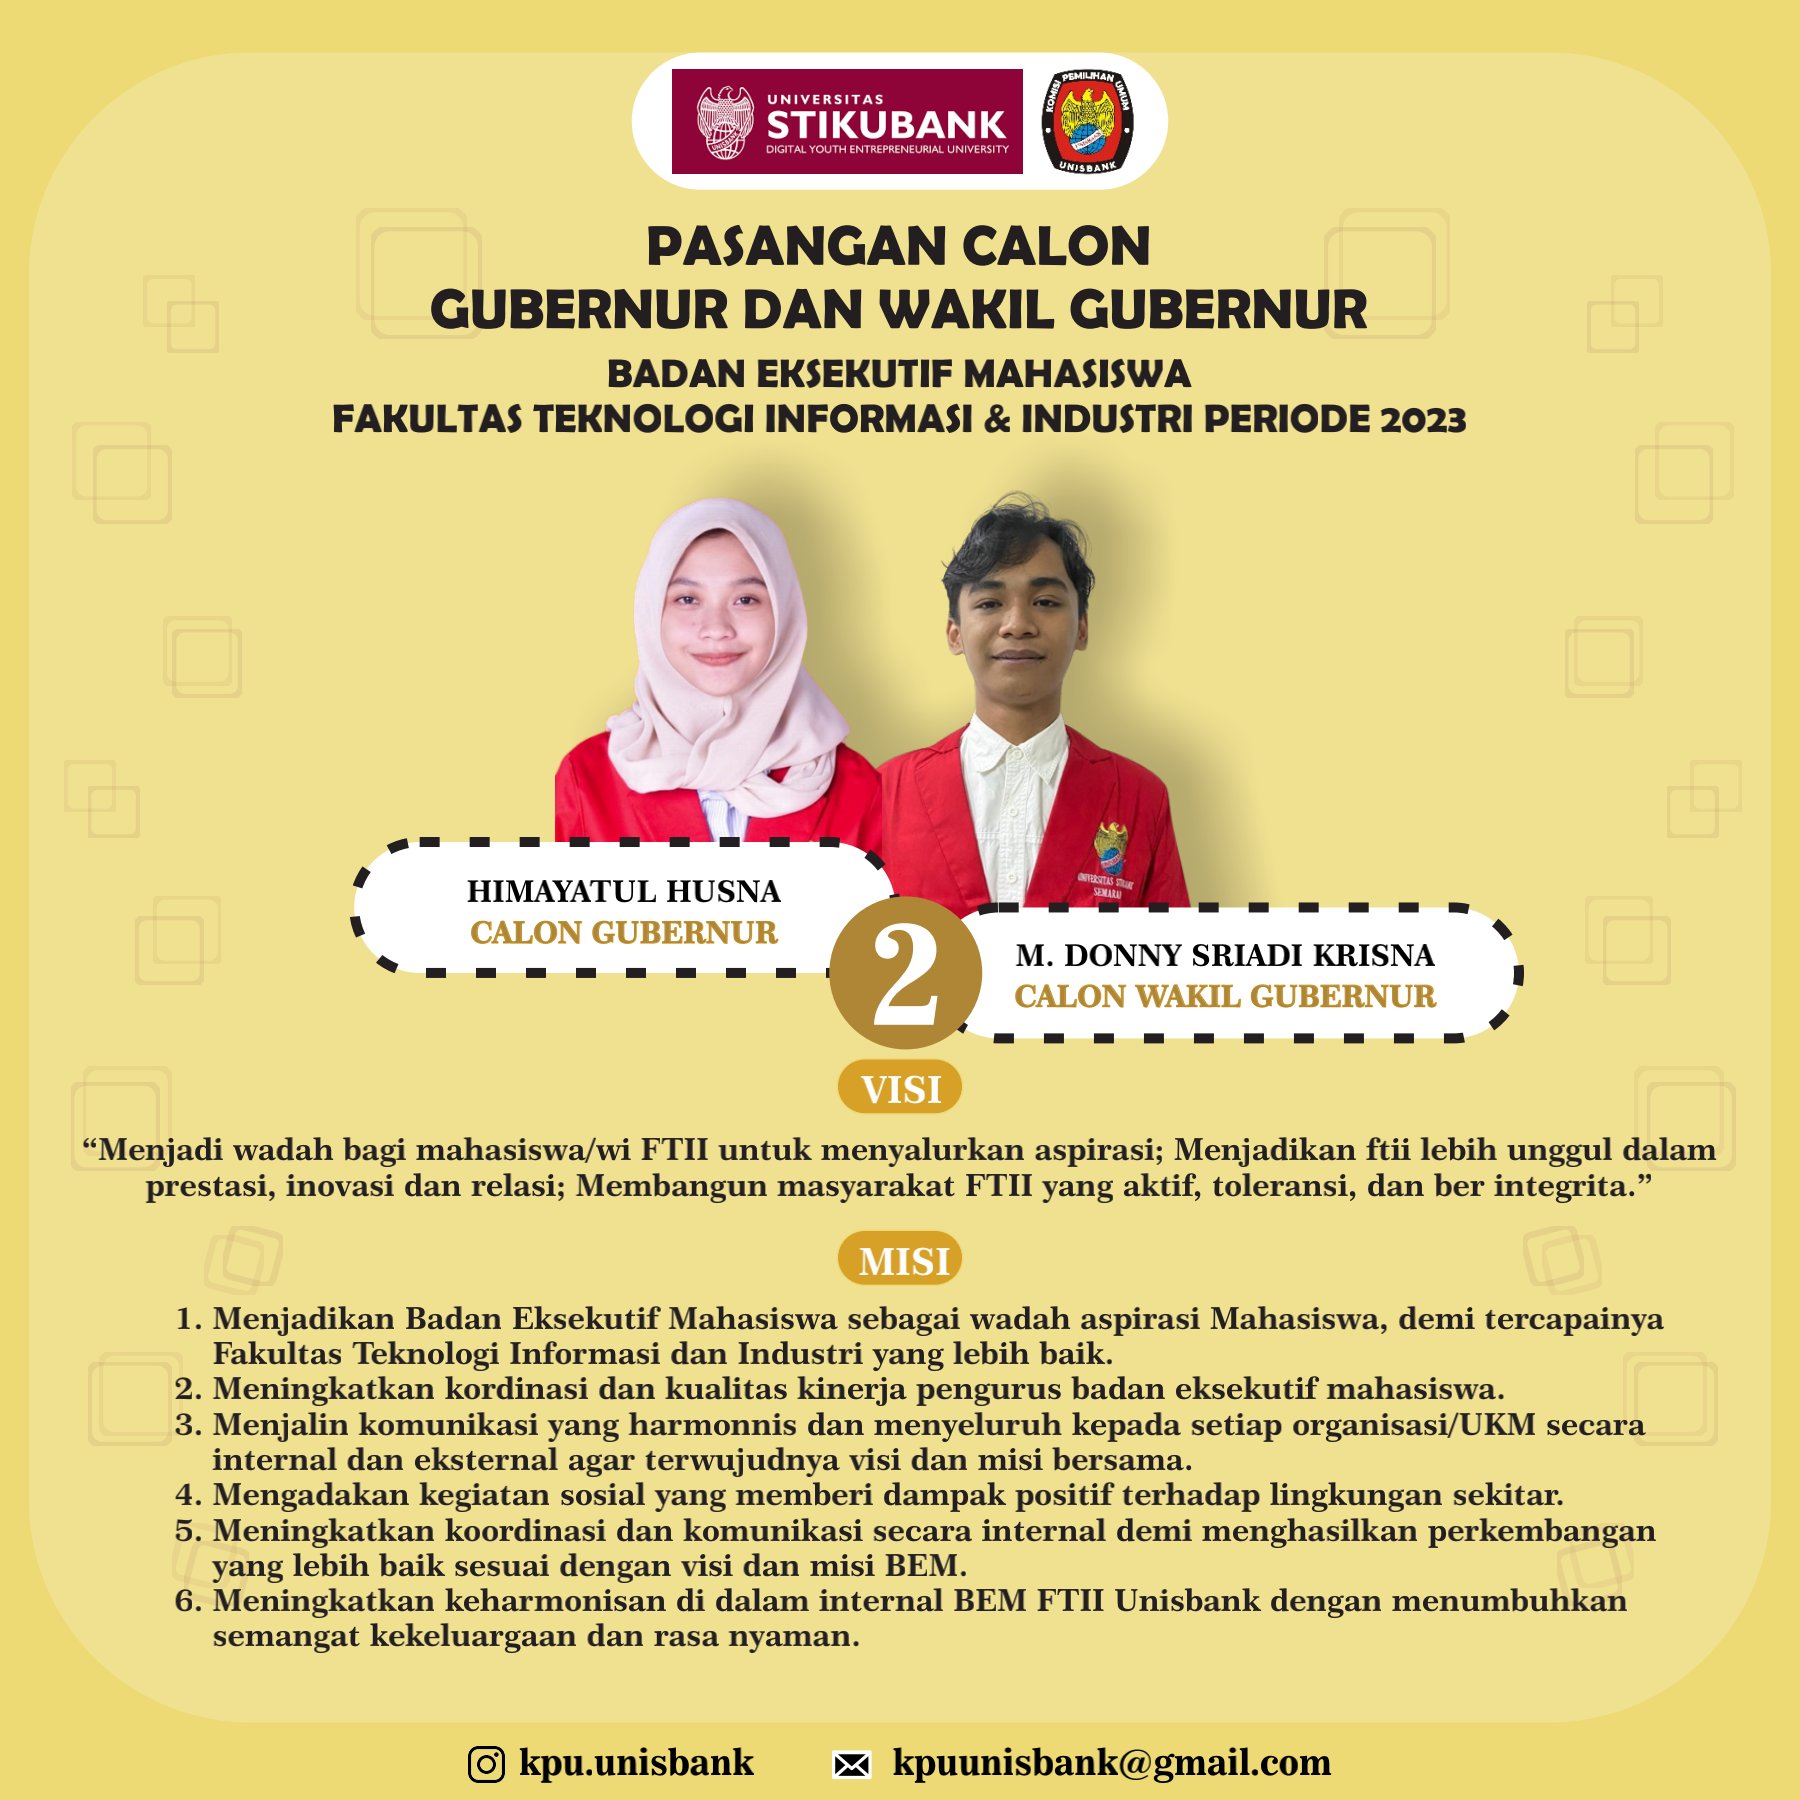 UNIVERSITAS
STIKUBANK
DIGITAL YOUTH ENTREPRENEURIAL UNIVERSITY
KOMISI PEMILIHAN UMUM
UNISBANK
PASANGAN CALON
GUBERNUR DAN WAKIL GUBERNUR
BADAN EKSEKUTIF MAHASISWA
FAKULTAS TEKNOLOGI INFORMASI & INDUSTRI PERIODE 2023
HIMAYATUL HUSNA
CALON GUBERNUR
2
M. DONNY SRIADI KRISNA
CALON WAKIL GUBERNUR
VISI
“Menjadi wadah bagi mahasiswa/wi FTII untuk menyalurkan aspirasi; Menjadikan ftii lebih unggul dalam
prestasi, inovasi dan relasi; Membangun masyarakat FTII yang aktif, toleransi, dan ber integrita.”
MISI
1. Menjadikan Badan Eksekutif Mahasiswa sebagai wadah aspirasi Mahasiswa, demi tercapainya
Fakultas Teknologi Informasi dan Industri yang lebih baik.
2. Meningkatkan kordinasi dan kualitas kinerja pengurus badan eksekutif mahasiswa.
3. Menjalin komunikasi yang harmonnis dan menyeluruh kepada setiap organisasi/UKM secara
internal dan eksternal agar terwujudnya visi dan misi bersama.
4. Mengadakan kegiatan sosial yang memberi dampak positif terhadap lingkungan sekitar.
5. Meningkatkan koordinasi dan komunikasi secara internal demi menghasilkan perkembangan
yang lebih baik sesuai dengan visi dan misi BEM.
6. Meningkatkan keharmonisan di dalam internal BEM FTII Unisbank dengan menumbuhkan
semangat kekeluargaan dan rasa nyaman.
kpu.unisbank
kpuunisbank@gmail.com